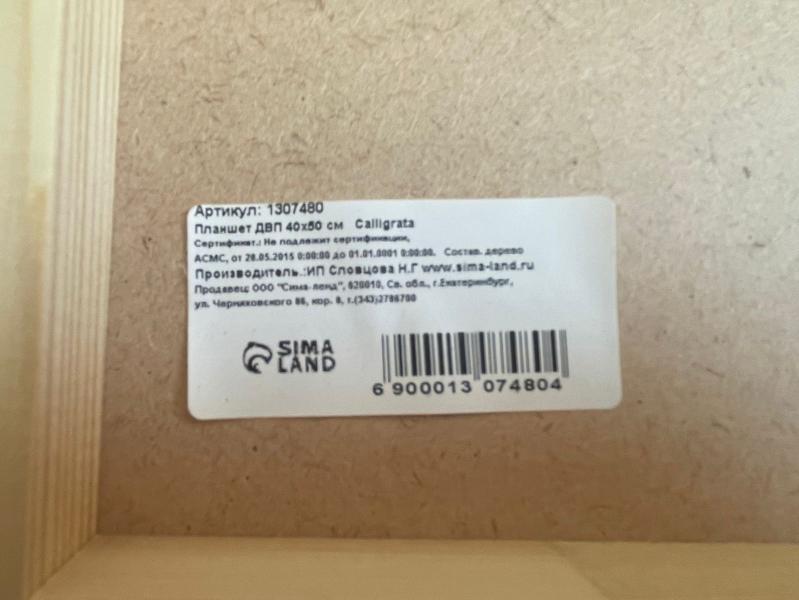 Артикул: 1307480
Планшет ДВП 40х50 см Calligrata
Сертификат.: Не подлежит сертификации,
АСМС, от 28.05.2015 0:00:00 до 01.01.0001 0:00:00. Состав. дерево
Производитель.:ИП Словцова Н.Г www.sima-land.ru
Продавец: ООО "Сима-ленд", 620010, Св. обл., г.Екатеринбург,
ул. Черняховского 86, кор. 8, т.(343)2786700
SIMA
LAND
6 900013 074804